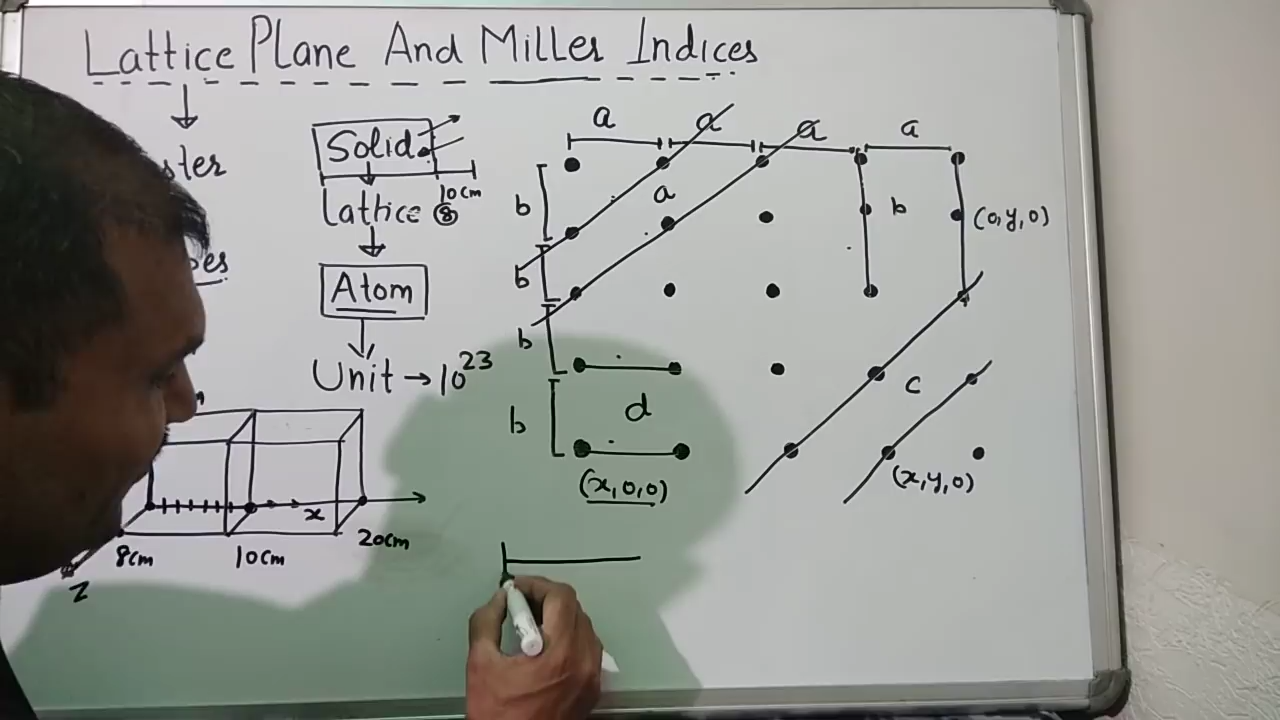 Lattice Plane And Miller Indices
Solid
10cm
Lattice 8
Atom
Unit → 10²³
x
8cm
10cm
20cm
z
a a a a
b
b
b
b
a
b
(0,y,0)
c
d
(x,0,0)
(x,y,0)